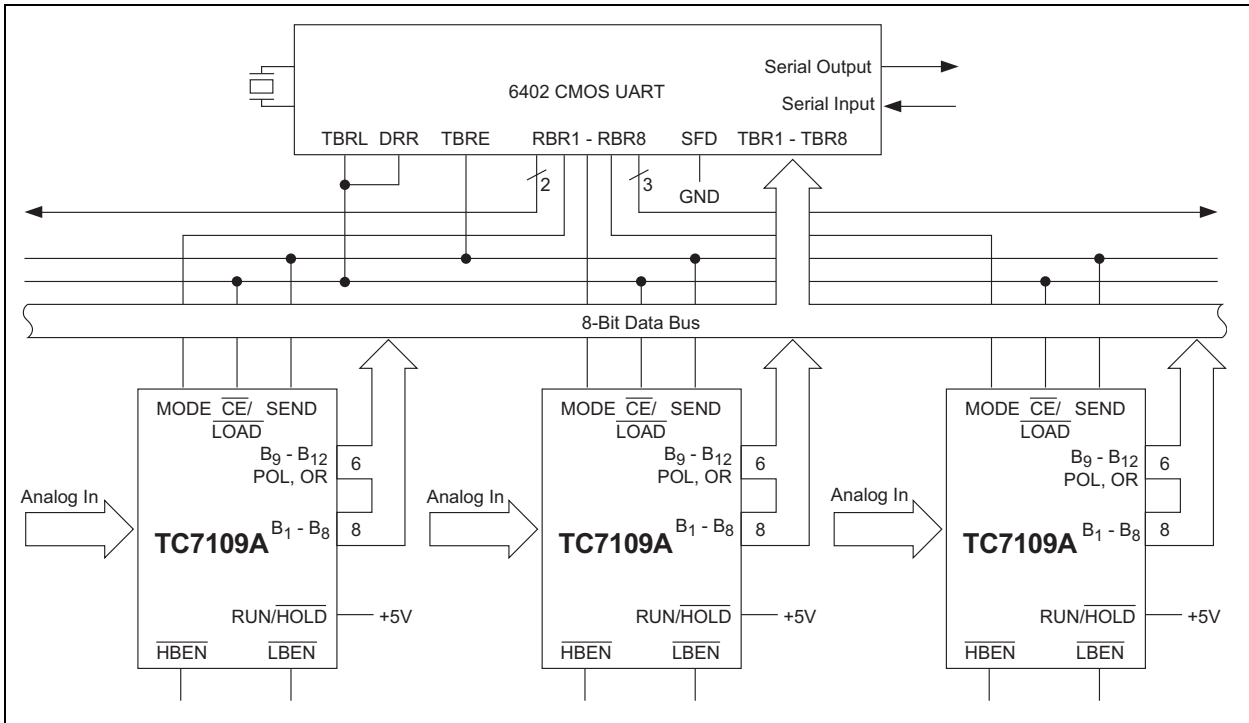 Serial Output
6402 CMOS UART
Serial Input
TBRL DRR TBRE RBR1 - RBR8 SFD TBR1 - TBR8
2
3
GND
8-Bit Data Bus
MODE CE/ SEND
LOAD
B9 - B12
POL, OR
6
Analog In
B1 - B8
8
TC7109A
RUN/HOLD
+5V
HBEN
LBEN
MODE CE/ SEND
LOAD
B9 - B12
POL, OR
6
Analog In
B1 - B8
8
TC7109A
RUN/HOLD
+5V
HBEN
LBEN
MODE CE/ SEND
LOAD
B9 - B12
POL, OR
6
Analog In
B1 - B8
8
TC7109A
RUN/HOLD
+5V
HBEN
LBEN